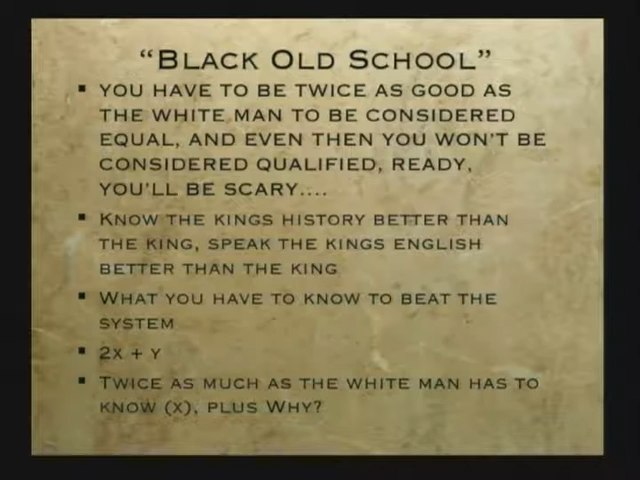 "Black Old School"
▪ you have to be twice as good as
the white man to be considered
equal, and even then you won't be
considered qualified, ready,
you'll be scary....
▪ Know the kings history better than
the king, speak the kings english
better than the king
▪ What you have to know to beat the
system
▪ 2x + y
▪ Twice as much as the white man has to
know (x), plus Why?